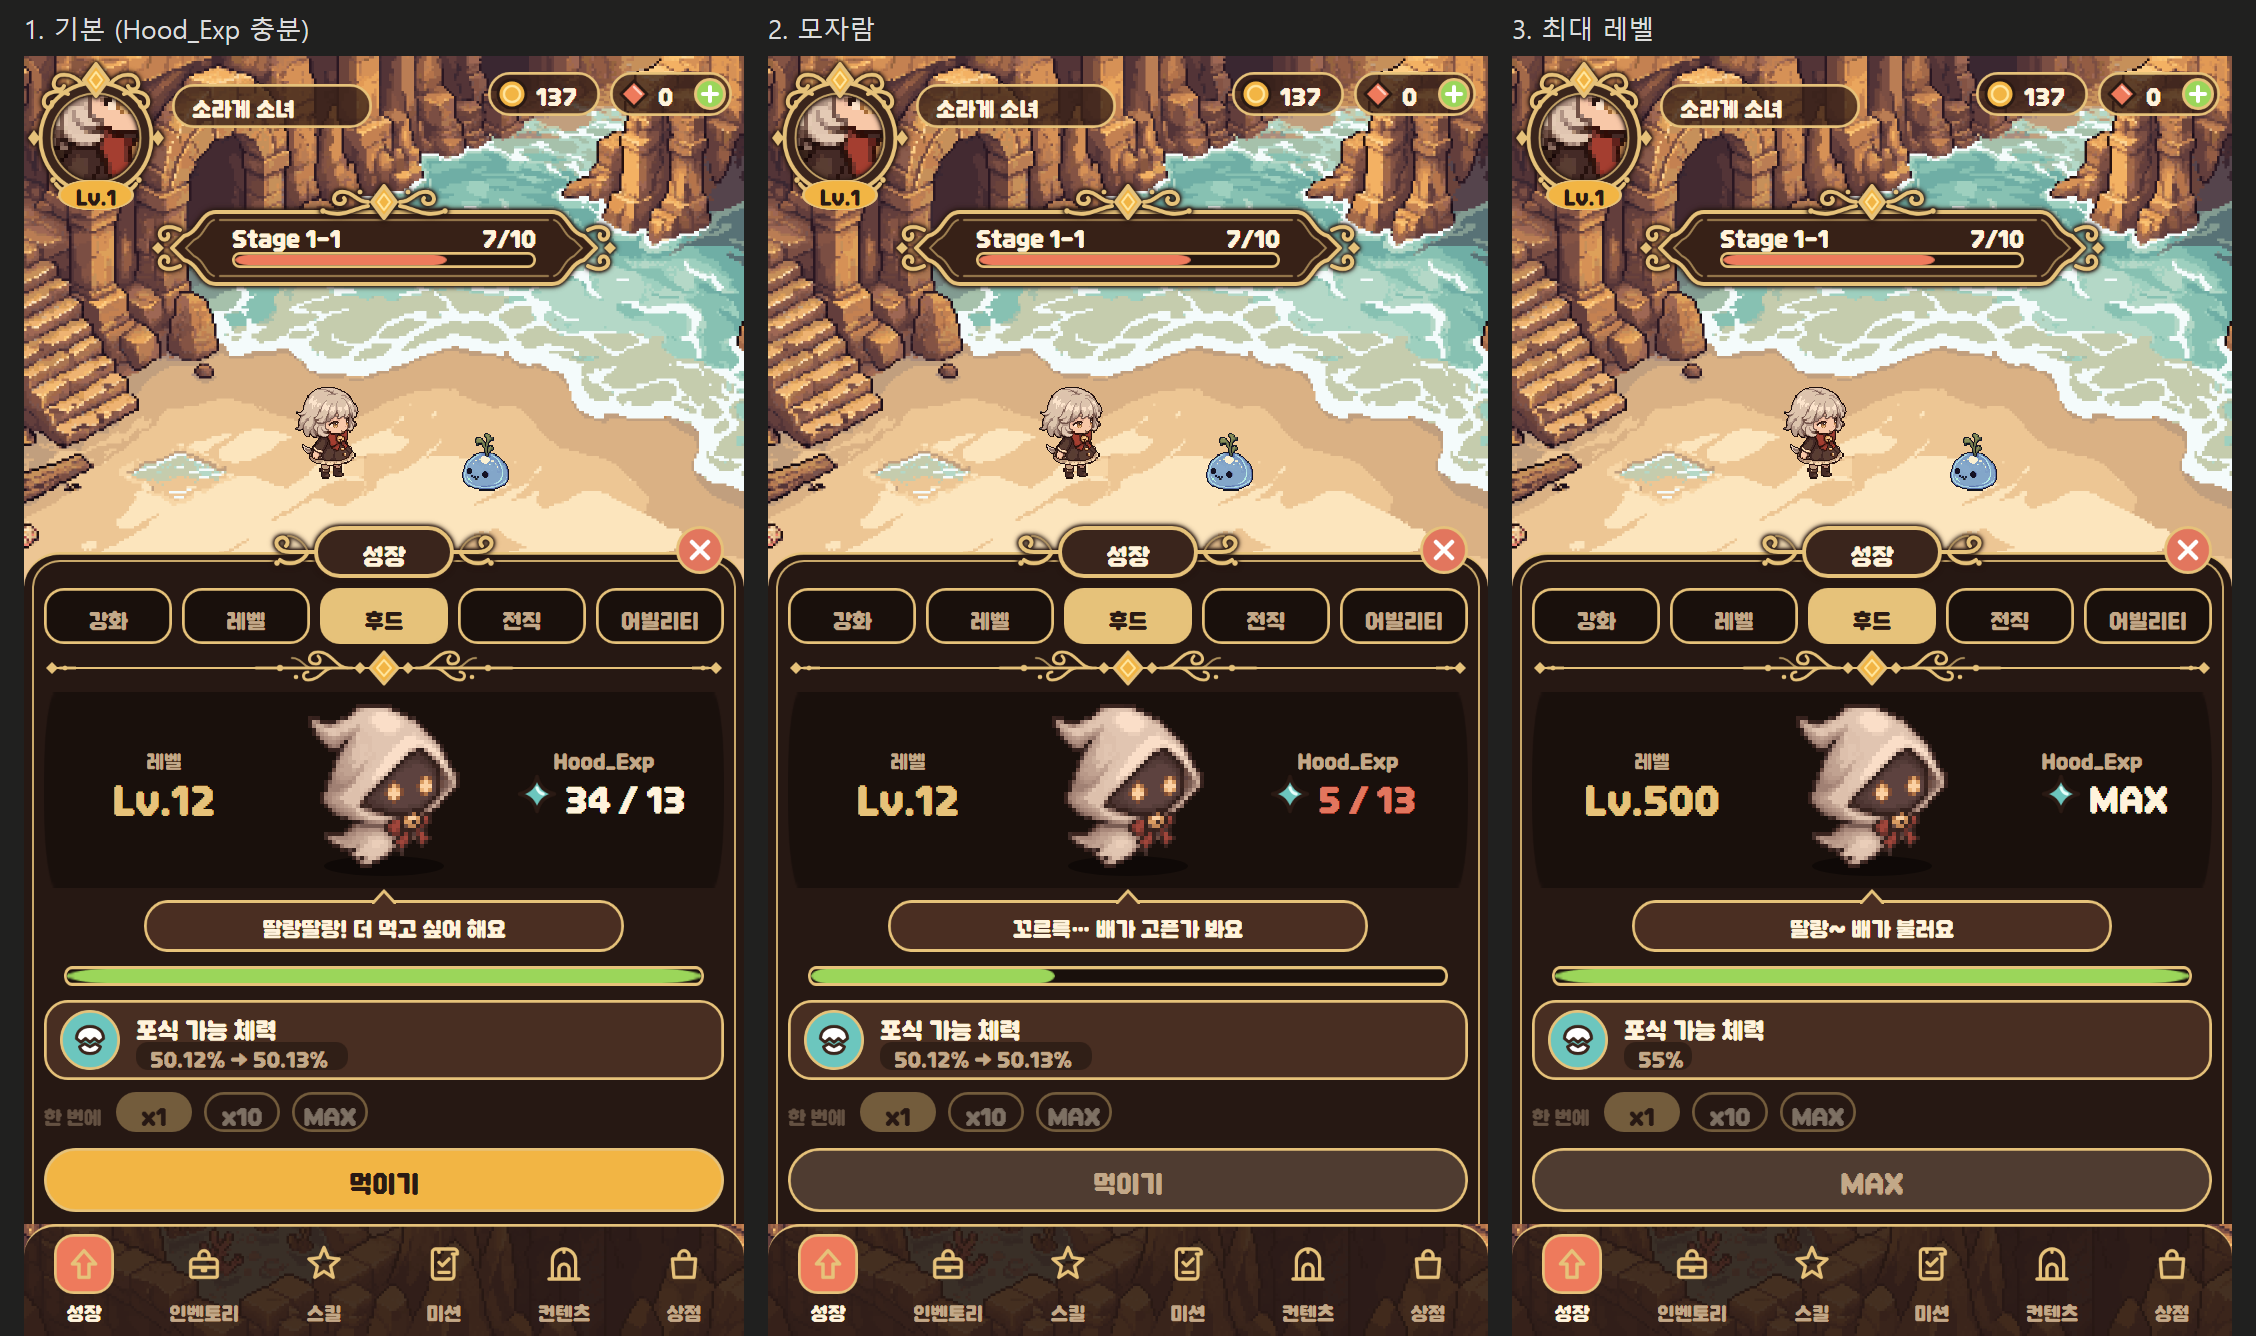 1. 기본 (Hood_Exp 충분)
소라게 소녀
137
0
Lv.1
Stage 1-1
7/10
성장
강화
레벨
후드
전직
어빌리티
레벨
Lv.12
Hood_Exp
34 / 13
딸랑딸랑! 더 먹고 싶어 해요
포식 가능 체력
50.12% → 50.13%
한 번에
x1
x10
MAX
먹이기
성장
인벤토리
스킬
미션
컨텐츠
상점
2. 모자람
소라게 소녀
137
0
Lv.1
Stage 1-1
7/10
성장
강화
레벨
후드
전직
어빌리티
레벨
Lv.12
Hood_Exp
5 / 13
꼬르륵… 배가 고픈가 봐요
포식 가능 체력
50.12% → 50.13%
한 번에
x1
x10
MAX
먹이기
성장
인벤토리
스킬
미션
컨텐츠
상점
3. 최대 레벨
소라게 소녀
137
0
Lv.1
Stage 1-1
7/10
성장
강화
레벨
후드
전직
어빌리티
레벨
Lv.500
Hood_Exp
MAX
딸랑~ 배가 불러요
포식 가능 체력
55%
한 번에
x1
x10
MAX
MAX
성장
인벤토리
스킬
미션
컨텐츠
상점